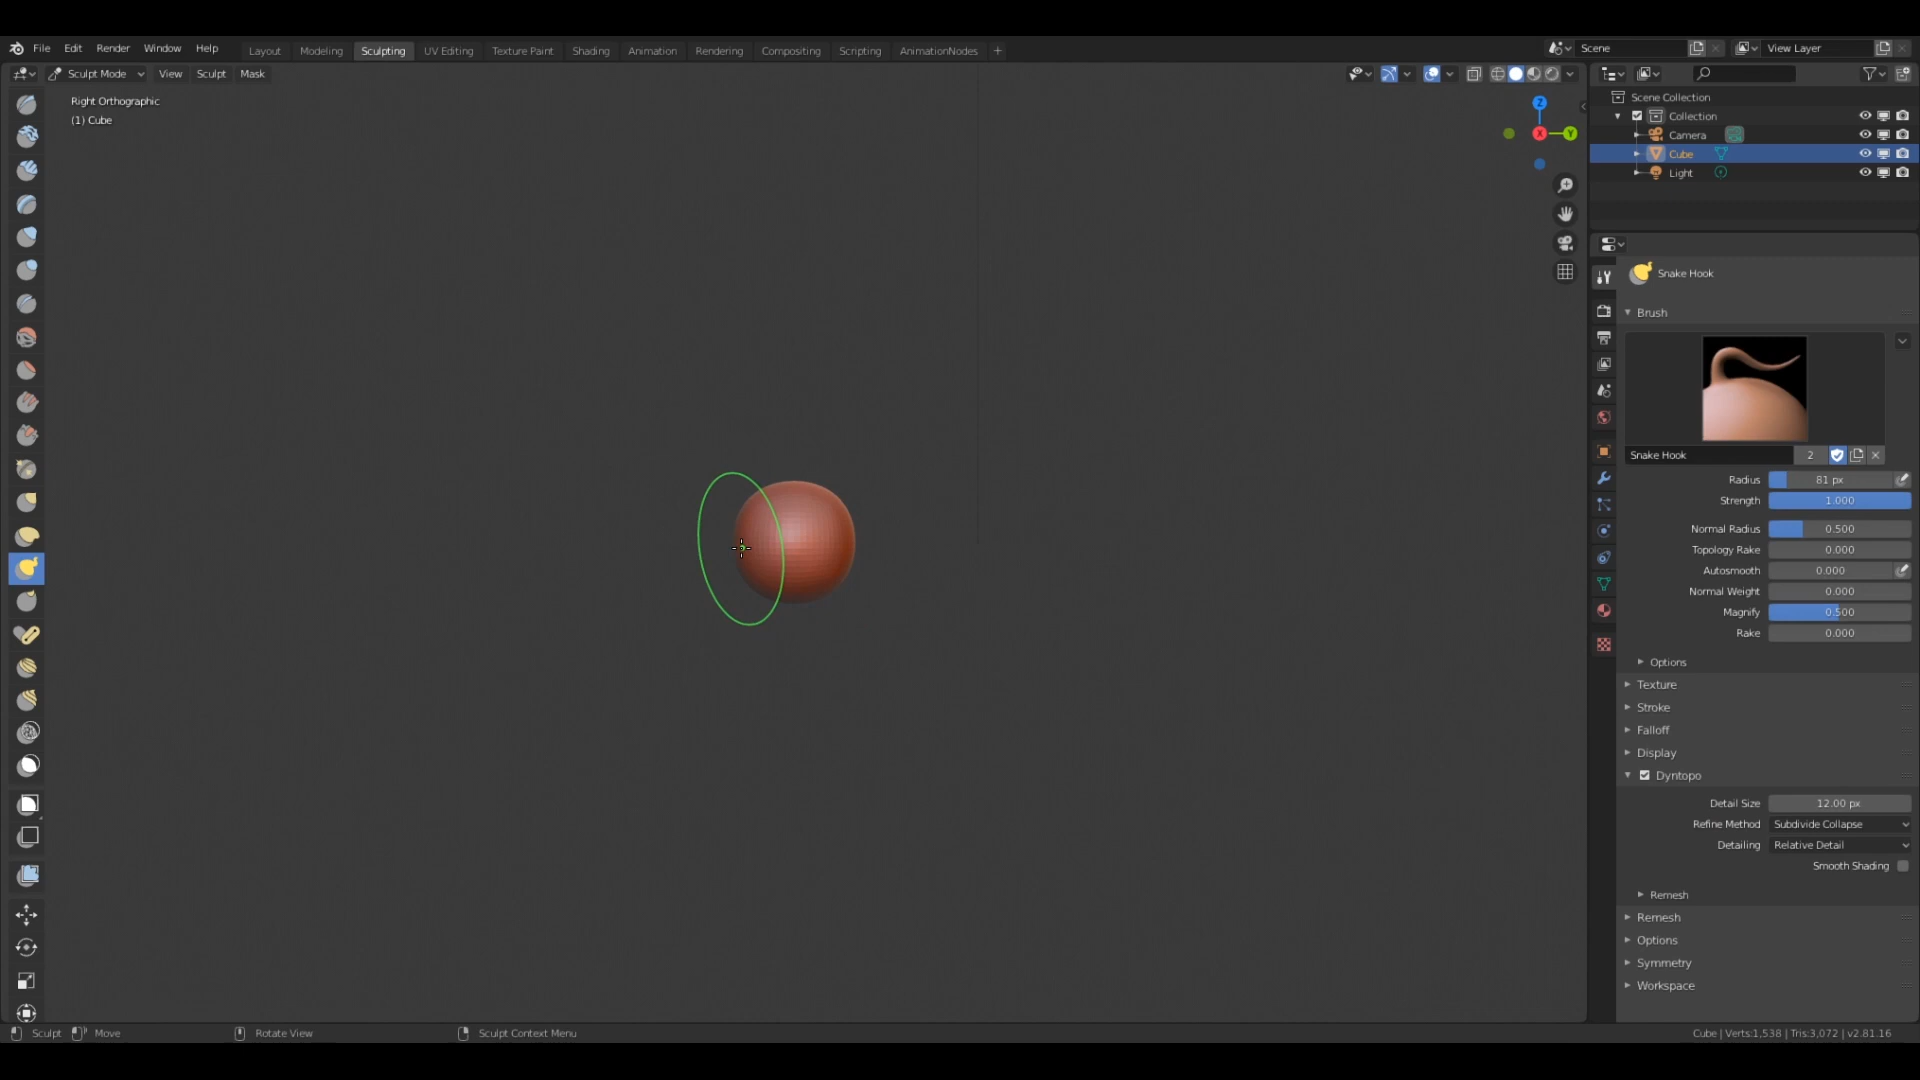 File Edit Render Window Help Layout Modeling Sculpting UV Editing Texture Paint Shading Animation Rendering Compositing Scripting AnimationNodes + Scene View Layer
Sculpt Mode View Sculpt Mask
Right Orthographic
(1) Cube
Z
X
Y
Scene Collection
Collection
Camera
Cube
Light
Snake Hook
Brush
Snake Hook 2
Radius 81 px
Strength 1.000
Normal Radius 0.500
Topology Rake 0.000
Autosmooth 0.000
Normal Weight 0.000
Magnify 0.500
Rake 0.000
Options
Texture
Stroke
Falloff
Display
Dyntopo
Detail Size 12.00 px
Refine Method Subdivide Collapse
Detailing Relative Detail
Smooth Shading
Remesh
Remesh
Options
Symmetry
Workspace
Sculpt Move Rotate View Sculpt Context Menu Cube | Verts:1,538 | Tris:3,072 | v2.81.16